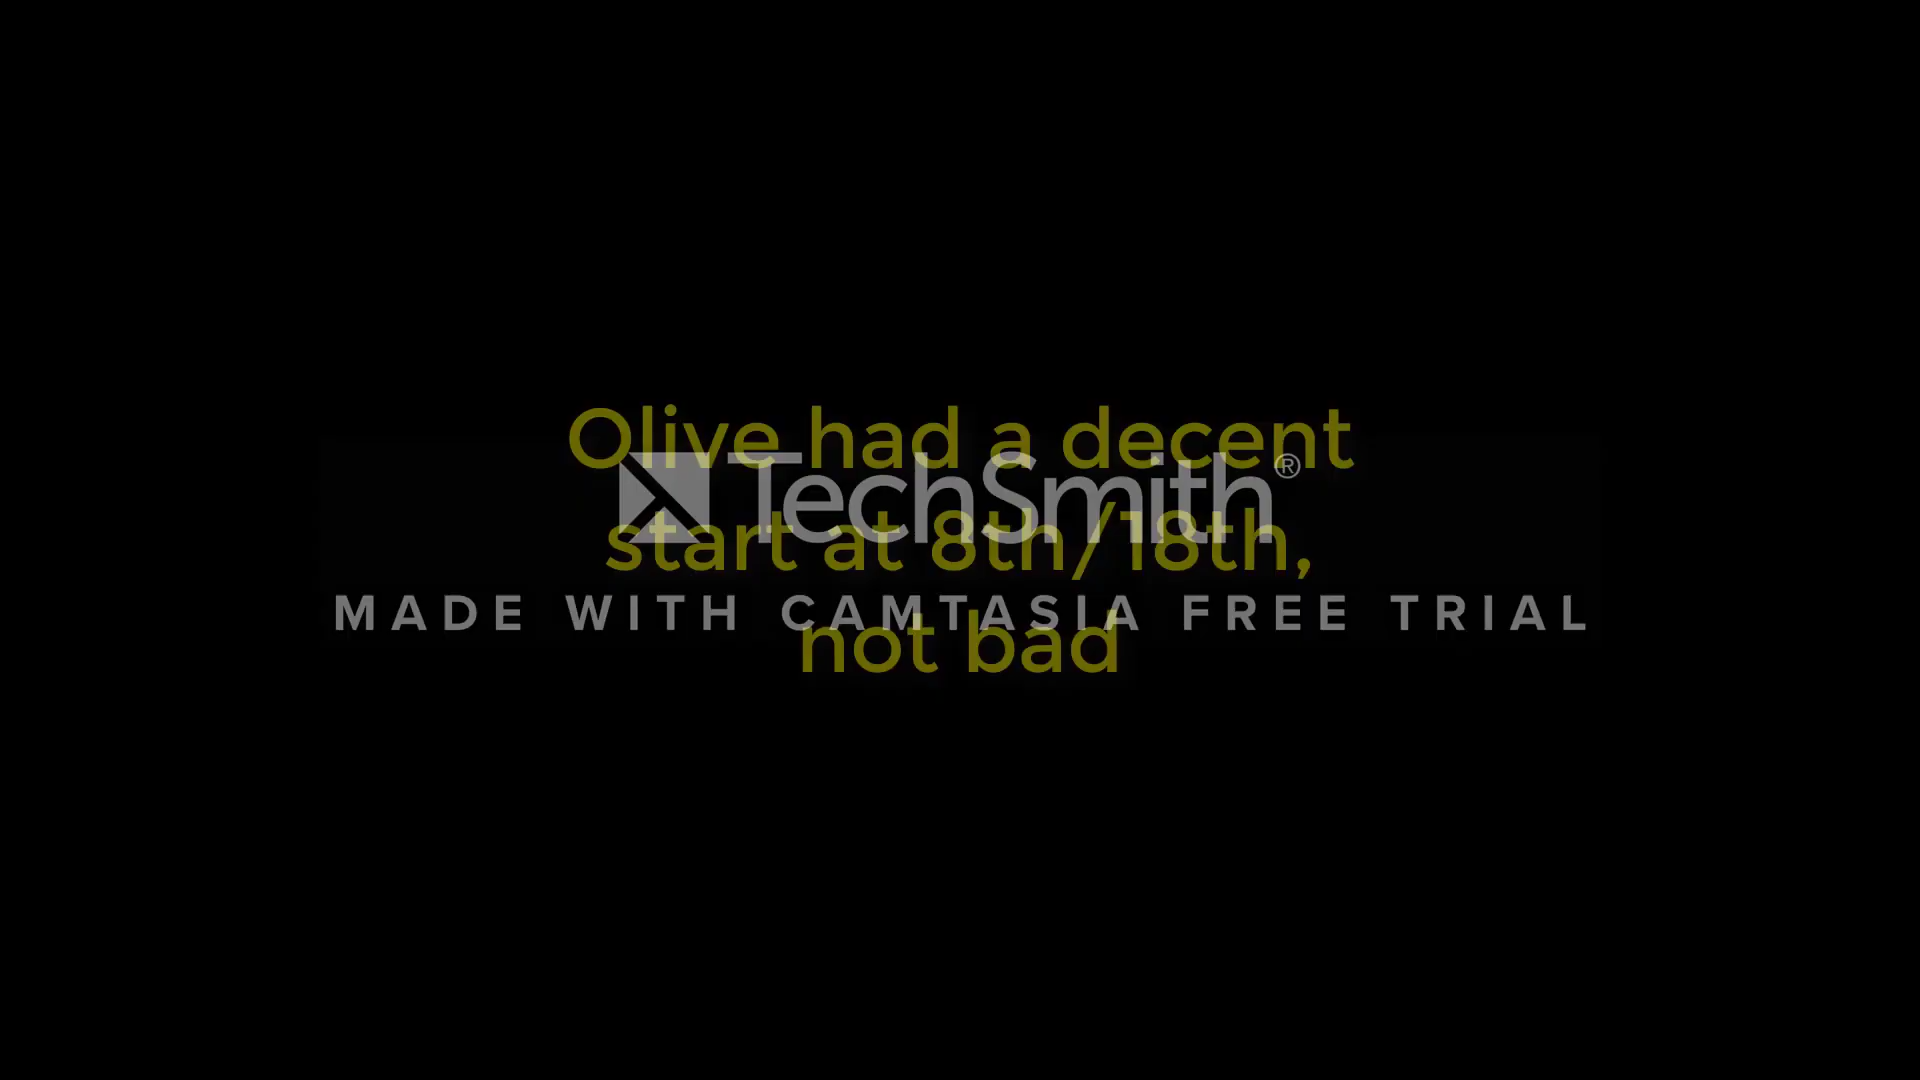 Olive had a decent
TechSmith®
start at 8th/18th,
MADE WITH CAMTASIA FREE TRIAL
not bad